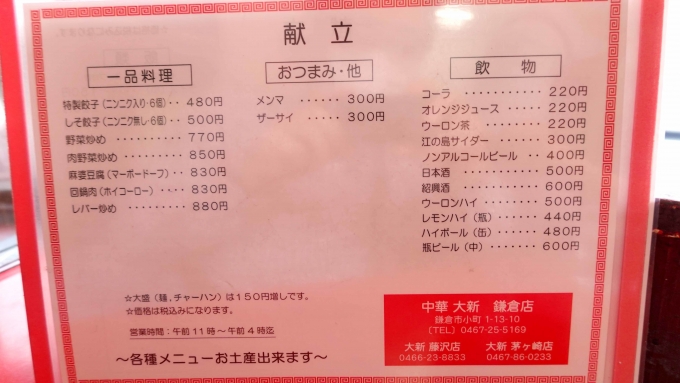 献立
一品料理
特製餃子(ニンニク入り・6個)・・480円
しそ餃子(ニンニク無し・6個)・・500円
野菜炒め・・・・・・・・・770円
肉野菜炒め・・・・・・・・850円
麻婆豆腐(マーボードーフ)・・830円
回鍋肉(ホイコーロー)・・・・830円
レバー炒め・・・・・・・・880円
おつまみ・他
メンマ・・・・・・300円
ザーサイ・・・・・300円
飲物
コーラ・・・・・・・・・・・220円
オレンジジュース・・・・・220円
ウーロン茶・・・・・・・・220円
江の島サイダー・・・・・・300円
ノンアルコールビール・・400円
日本酒・・・・・・・・・・・500円
紹興酒・・・・・・・・・・・600円
ウーロンハイ・・・・・・・500円
レモンハイ(瓶)・・・・・440円
ハイボール(缶)・・・・・480円
瓶ビール(中)・・・・・・600円
☆大盛(麺、チャーハン)は150円増しです。
☆価格は税込みになります。
営業時間:午前11時~午前4時迄
~各種メニューお土産出来ます~
中華 大新 鎌倉店
鎌倉市小町1-13-10
〔TEL〕0467-25-5169
大新 藤沢店 大新 茅ヶ崎店
0466-23-8833 0467-86-0233